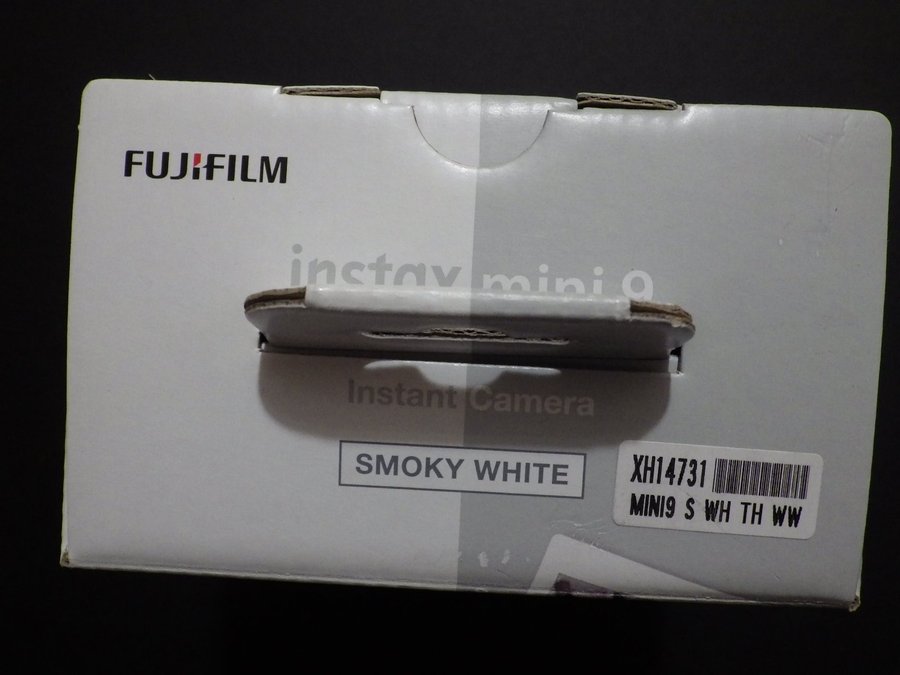 FUJIFILM
instax mini 9
Instant Camera
SMOKY WHITE
XH14731
MINI9 S WH TH WW